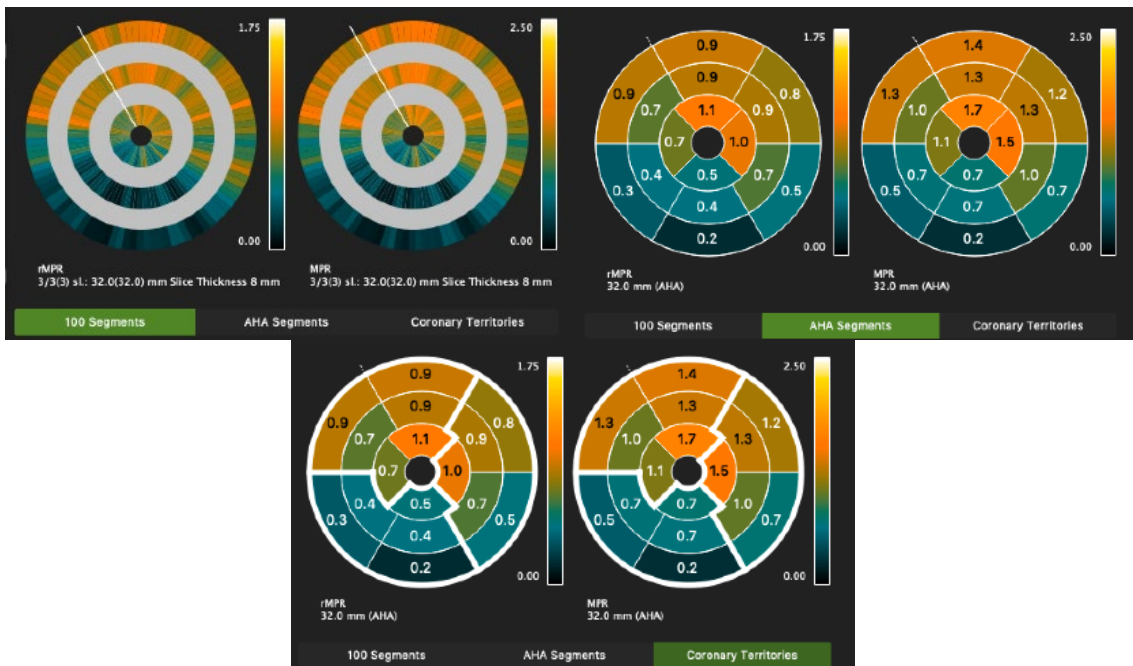 1.75
0.00
rMPR
3/3(3) sl.: 32.0(32.0) mm Slice Thickness 8 mm
2.50
0.00
MPR
3/3(3) sl.: 32.0(32.0) mm Slice Thickness 8 mm
100 Segments AHA Segments Coronary Territories
0.9
0.9
0.9 0.7 1.1 0.9 0.8
0.7 1.0
0.3 0.4 0.5 0.7 0.5
0.4
0.2
1.75
0.00
rMPR
32.0 mm (AHA)
1.4
1.3
1.3 1.0 1.7 1.3 1.2
1.1 1.5
0.5 0.7 0.7 1.0 0.7
0.7
0.2
2.50
0.00
MPR
32.0 mm (AHA)
100 Segments AHA Segments Coronary Territories
0.9
0.9
0.9 0.7 1.1 0.9 0.8
0.7 1.0
0.3 0.4 0.5 0.7 0.5
0.4
0.2
1.75
0.00
rMPR
32.0 mm (AHA)
1.4
1.3
1.3 1.0 1.7 1.3 1.2
1.1 1.5
0.5 0.7 0.7 1.0 0.7
0.7
0.2
2.50
0.00
MPR
32.0 mm (AHA)
100 Segments AHA Segments Coronary Territories